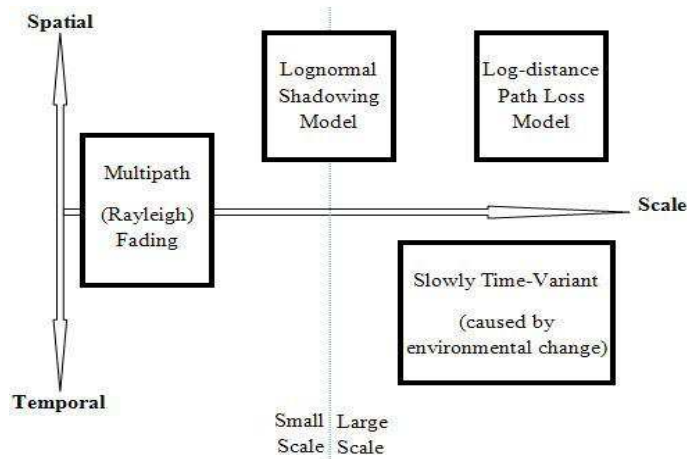 Spatial
Lognormal
Shadowing
Model
Log-distance
Path Loss
Model
Multipath
(Rayleigh)
Fading
Scale
Slowly Time-Variant
(caused by
environmental change)
Temporal
Small
Scale
Large
Scale